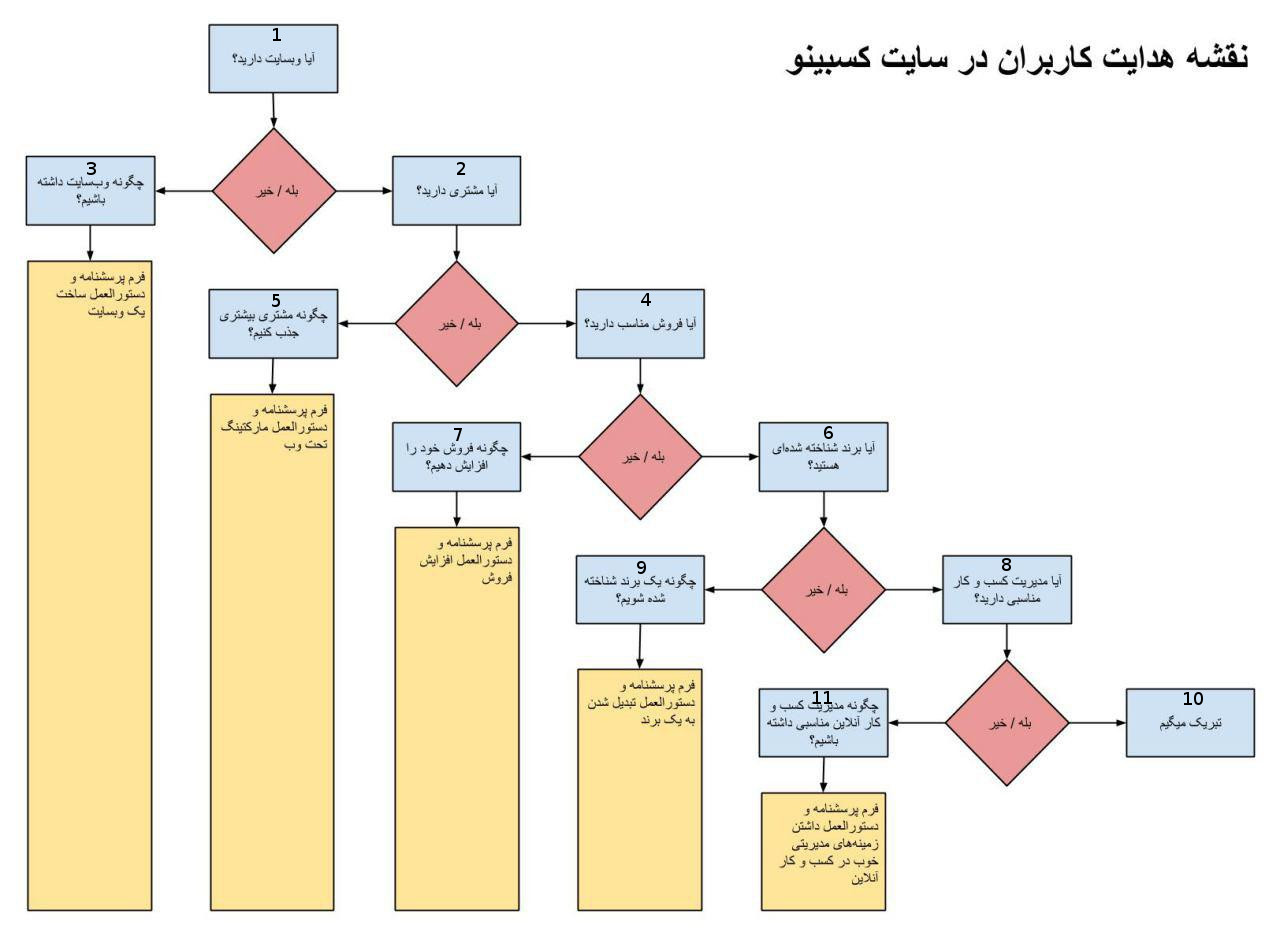 نقشه هدایت کاربران در سایت کسبینو
1
آیا وبسایت دارید؟
بله / خیر
2
آیا مشتری دارید؟
3
چگونه وب‌سایت داشته
باشیم؟
فرم پرسشنامه و
دستورالعمل ساخت
یک وبسایت
بله / خیر
4
آیا فروش مناسب دارید؟
5
چگونه مشتری بیشتری
جذب کنیم؟
فرم پرسشنامه و
دستورالعمل مارکتینگ
تحت وب
بله / خیر
6
آیا برند شناخته شده‌ای
هستید؟
7
چگونه فروش خود را
افزایش دهیم؟
فرم پرسشنامه و
دستورالعمل افزایش
فروش
بله / خیر
8
آیا مدیریت کسب و کار
مناسبی دارید؟
9
چگونه یک برند شناخته
شده شویم؟
فرم پرسشنامه و
دستورالعمل تبدیل شدن
به یک برند
بله / خیر
10
تبریک میگیم
11
چگونه مدیریت کسب و
کار آنلاین مناسبی داشته
باشیم؟
فرم پرسشنامه و
دستورالعمل داشتن
زمینه‌های مدیریتی
خوب در کسب و کار
آنلاین